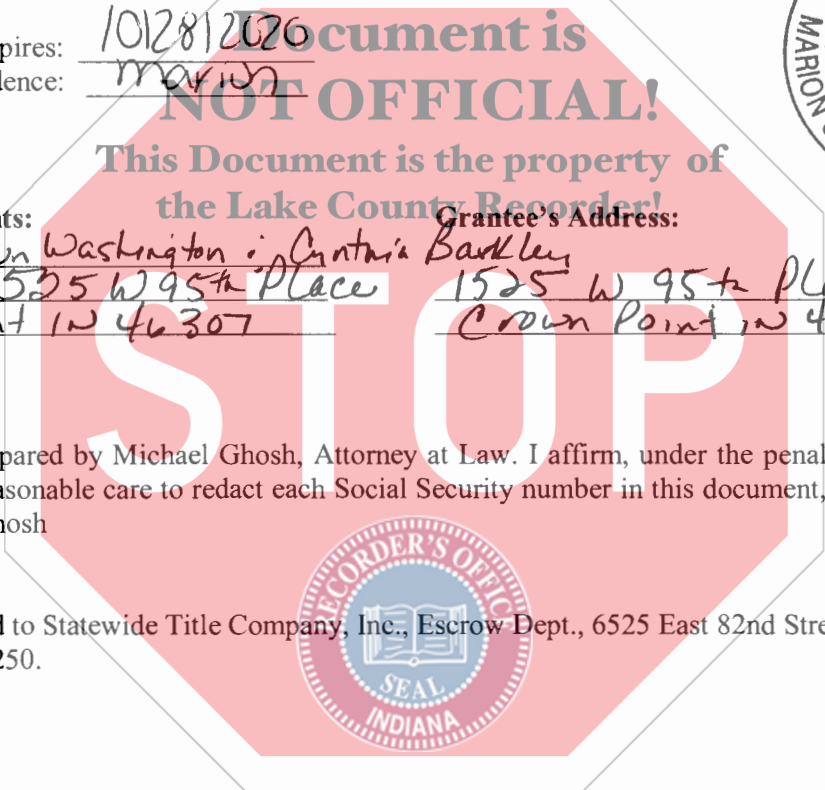 pires: 10/28/2026
Document is
lence: Marion
NOT OFFICIAL!
MARION
This Document is the property of
the Lake County Recorder!
ts:
Grantee's Address:
n Washington : Cynthia Barkley
525 W 95th Place
1525 W 95th Pl
t IN 46307
Crown Point, IN 4
STOP
pared by Michael Ghosh, Attorney at Law. I affirm, under the penal
asonable care to redact each Social Security number in this document,
hosh
RECORDER'S OFFIC
d to Statewide Title Company, Inc., Escrow Dept., 6525 East 82nd Stre
250.
SEAL
INDIANA